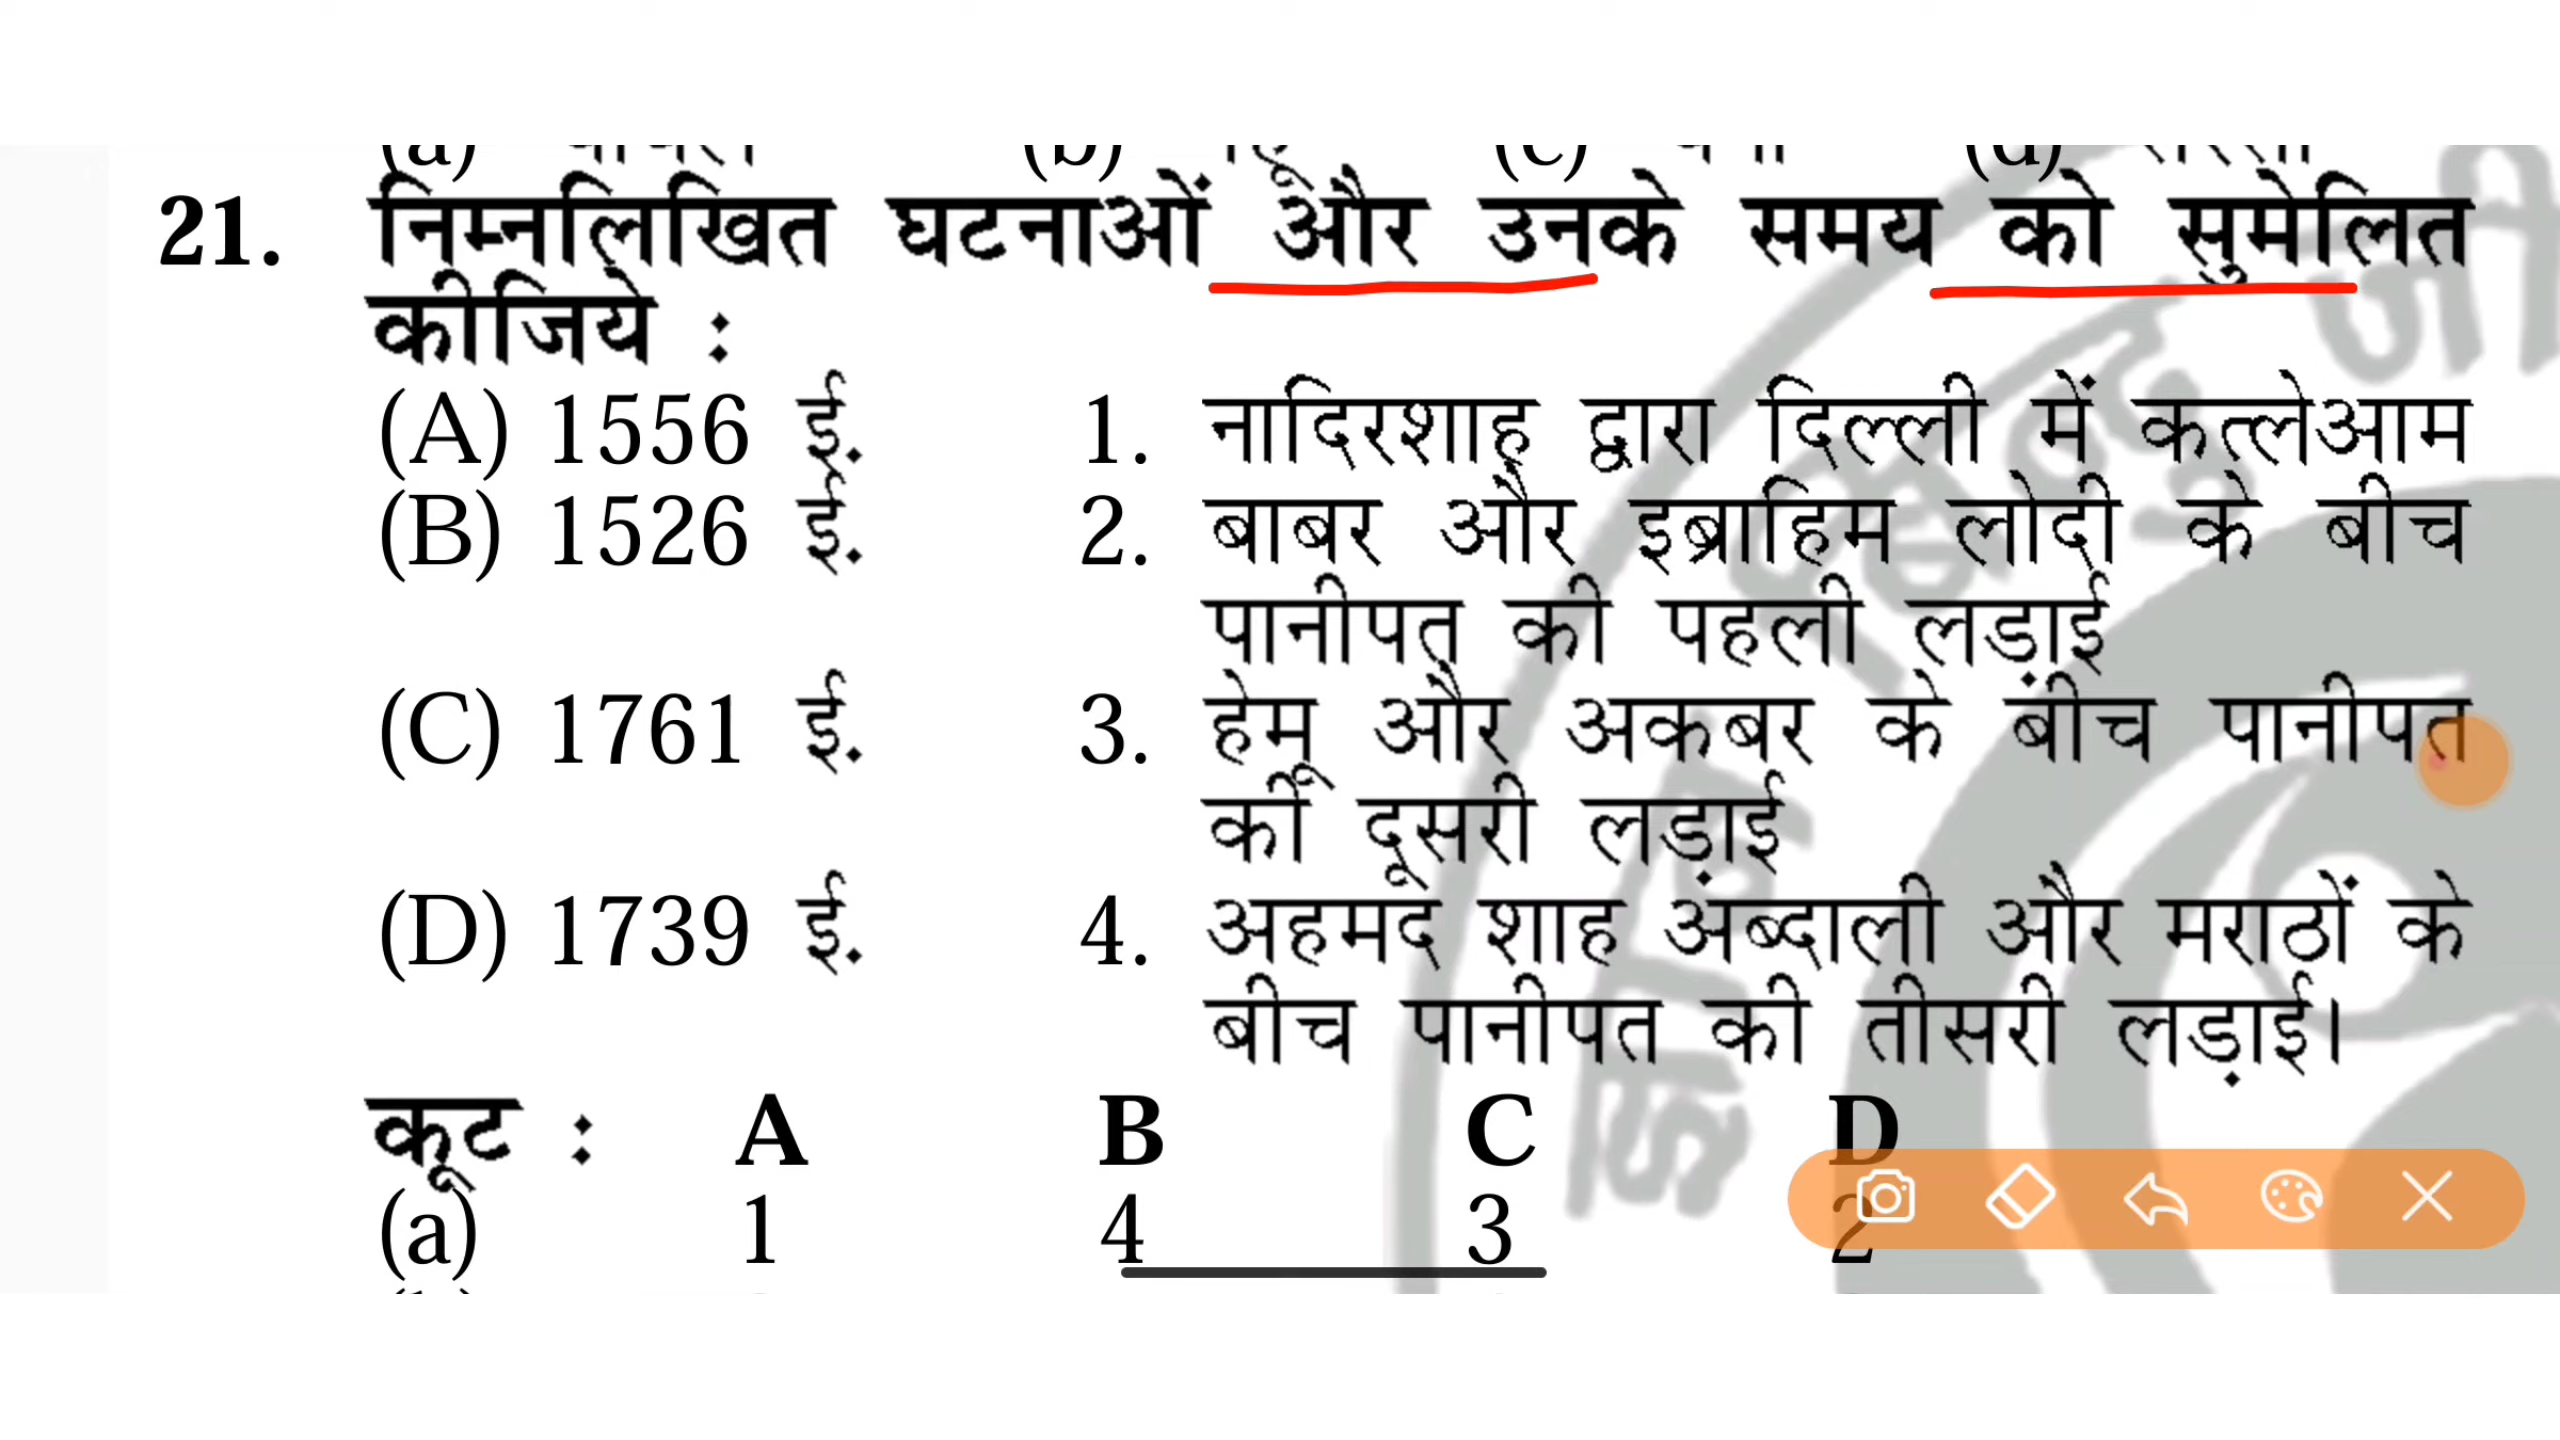 (a) (b) (c) (d)
21. निम्नलिखित घटनाओं और उनके समय को सुमेलित
कीजिये :
(A) 1556 ई. 1. नादिरशाह द्वारा दिल्ली में कत्लेआम
(B) 1526 ई. 2. बाबर और इब्राहिम लोदी के बीच
पानीपत की पहली लड़ाई
(C) 1761 ई. 3. हेमू और अकबर के बीच पानीपत
की दूसरी लड़ाई
(D) 1739 ई. 4. अहमद शाह अब्दाली और मराठों के
बीच पानीपत की तीसरी लड़ाई।
कूट : A B C D
(a) 1 4 3 2